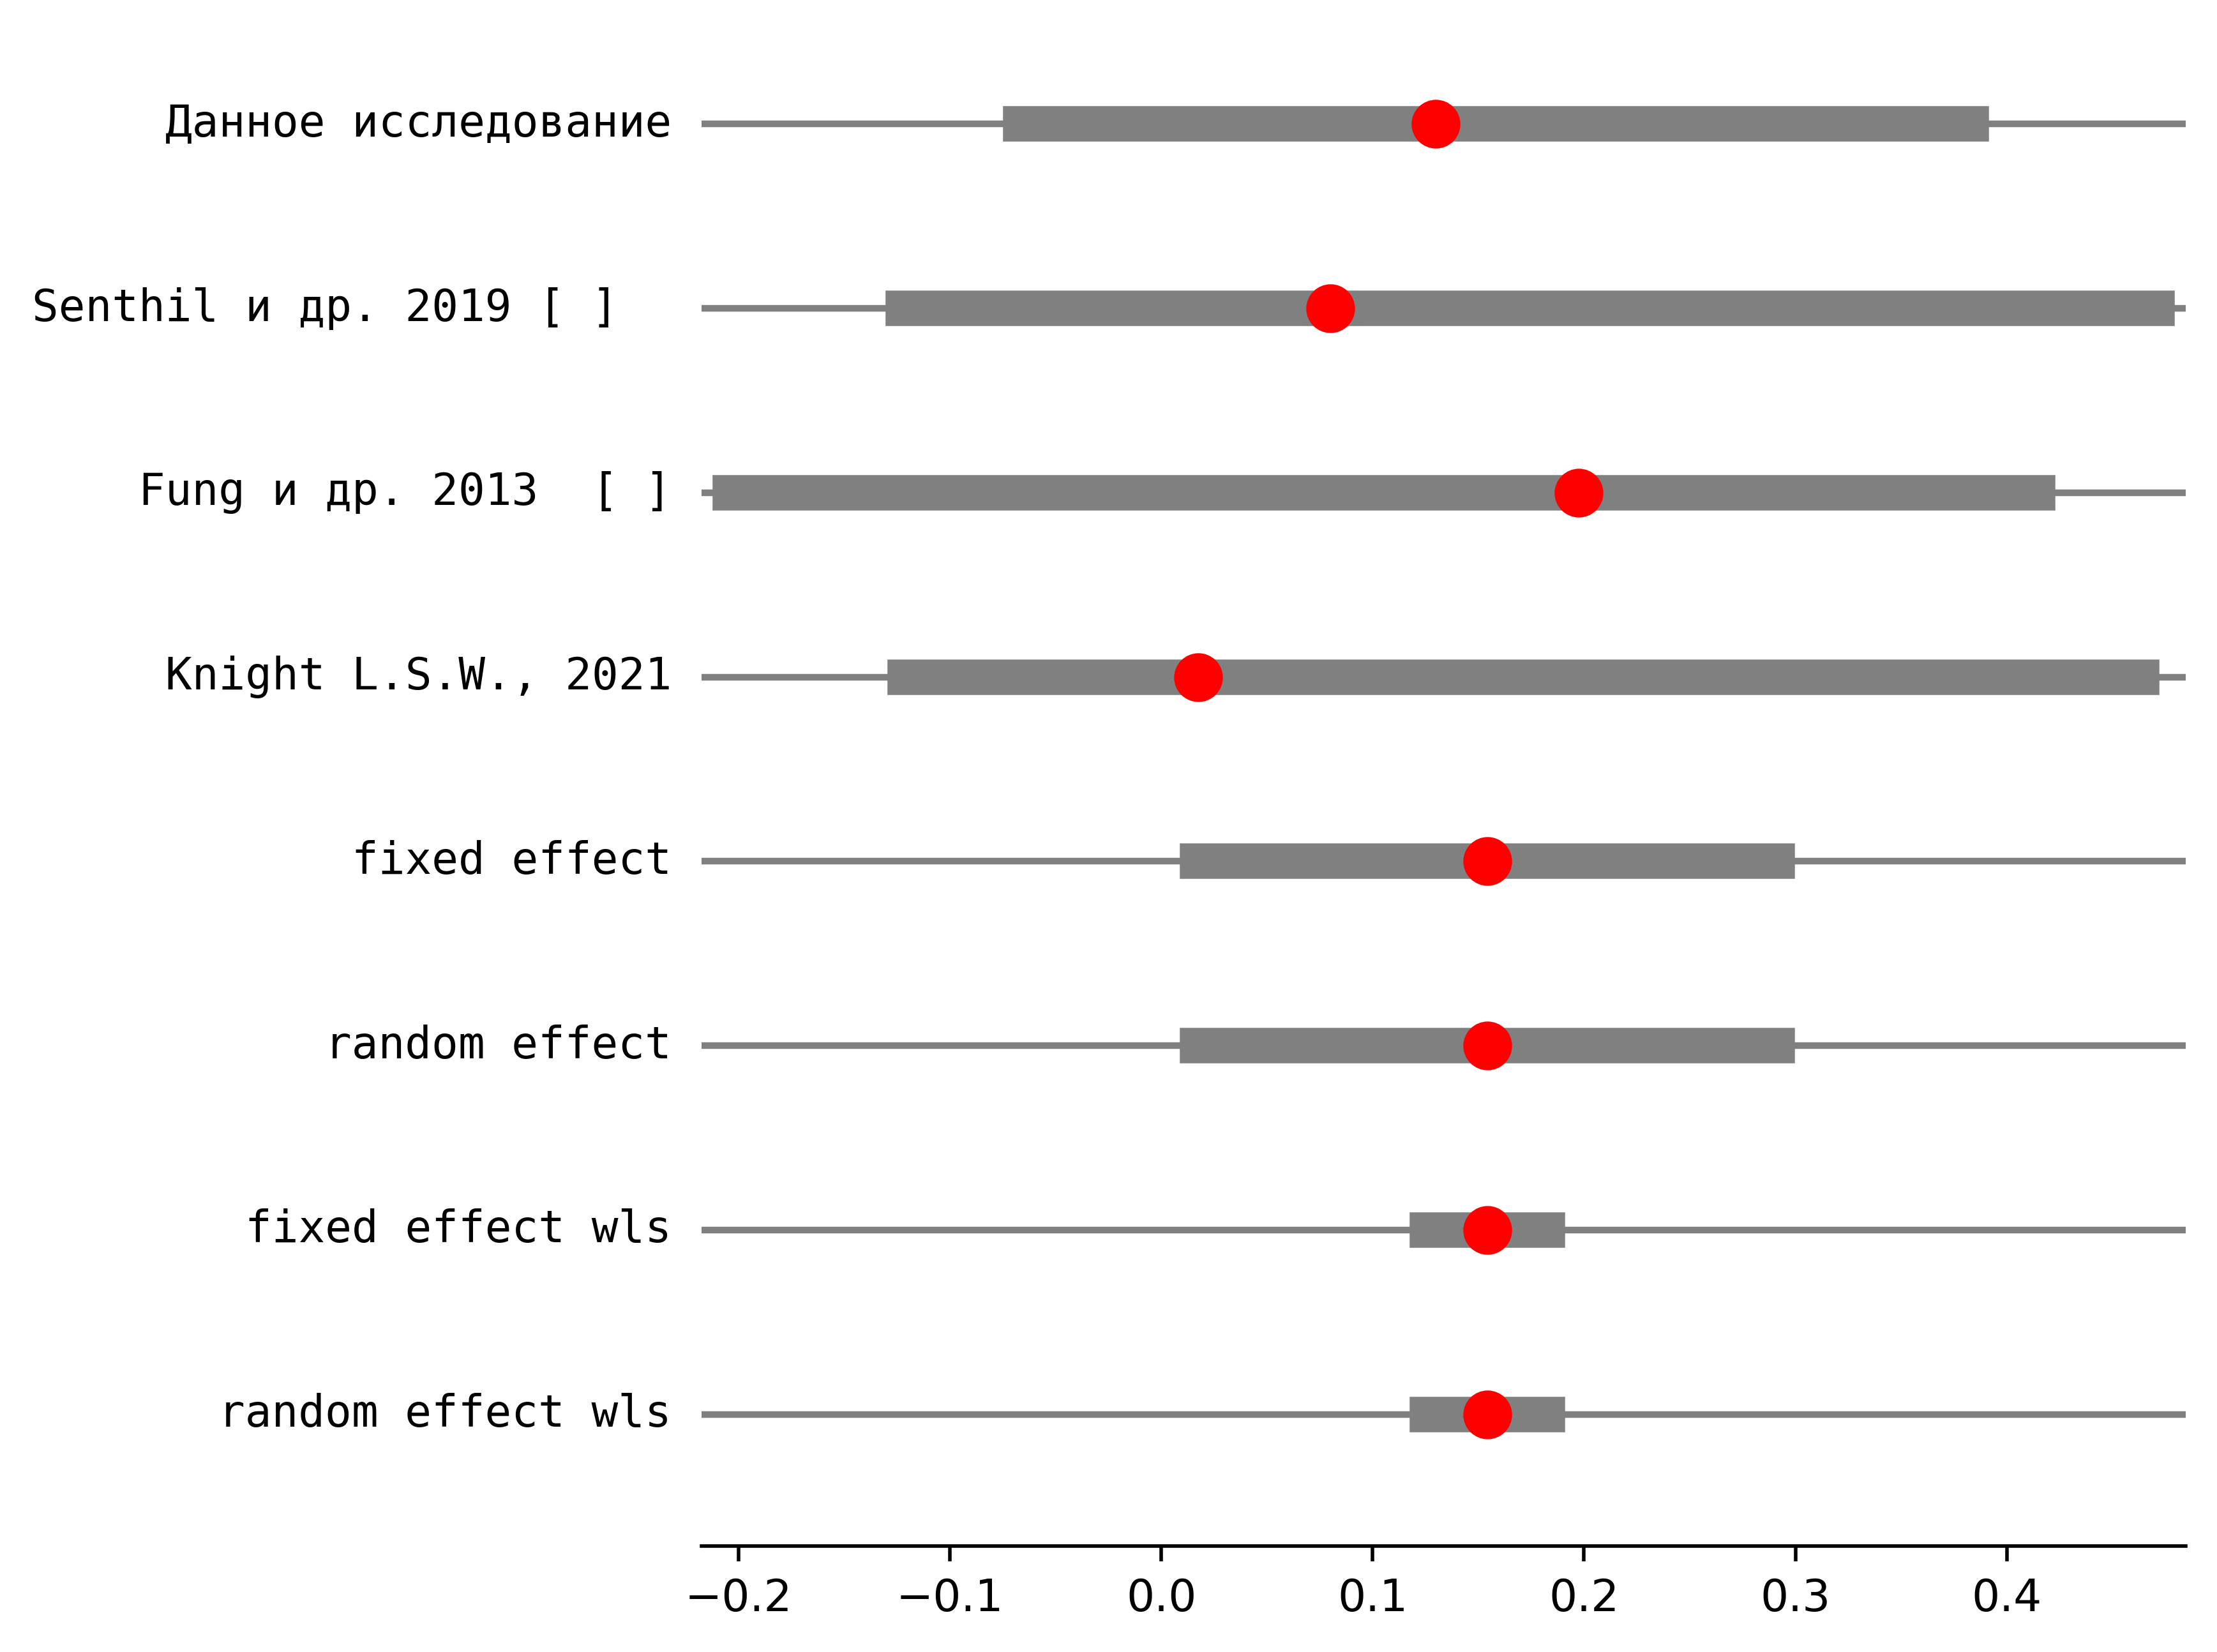 Данное исследование
Senthil и др. 2019 [ ]
Fung и др. 2013  [ ]
Knight L.S.W., 2021
fixed effect
random effect
fixed effect wls
random effect wls
−0.2 −0.1 0.0 0.1 0.2 0.3 0.4